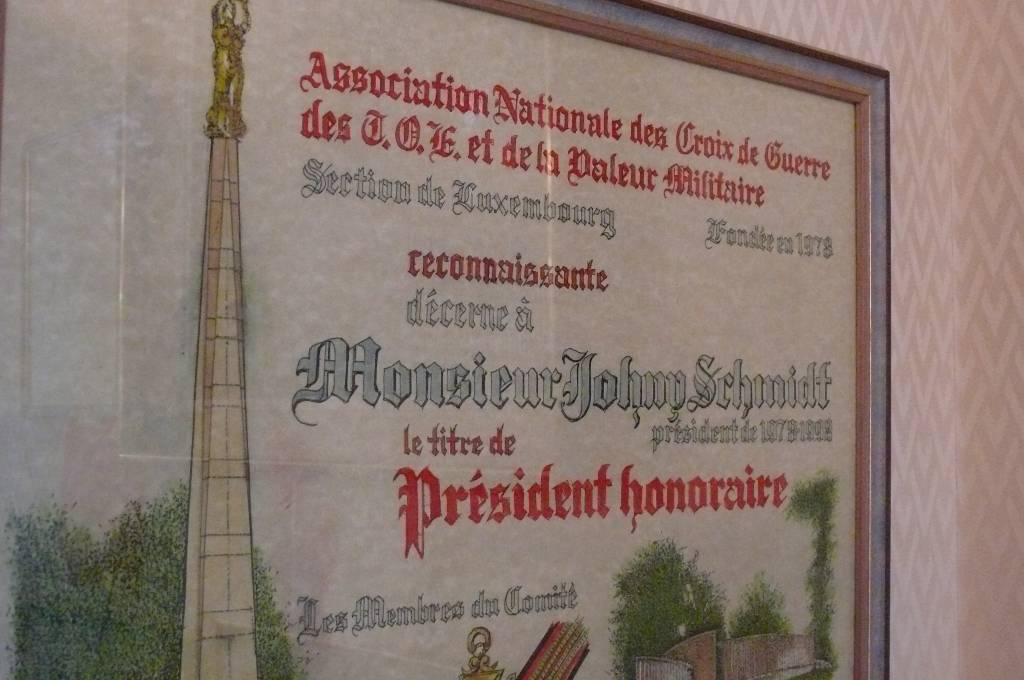 Association Nationale des Croix de Guerre
des T.O.E. et de la Valeur Militaire
Section de Luxembourg
Fondée en 1978
reconnaissante
décerne à
Monsieur Johny Schmidt
président de 1978-1998
le titre de
Président honoraire
Les Membres du Comité